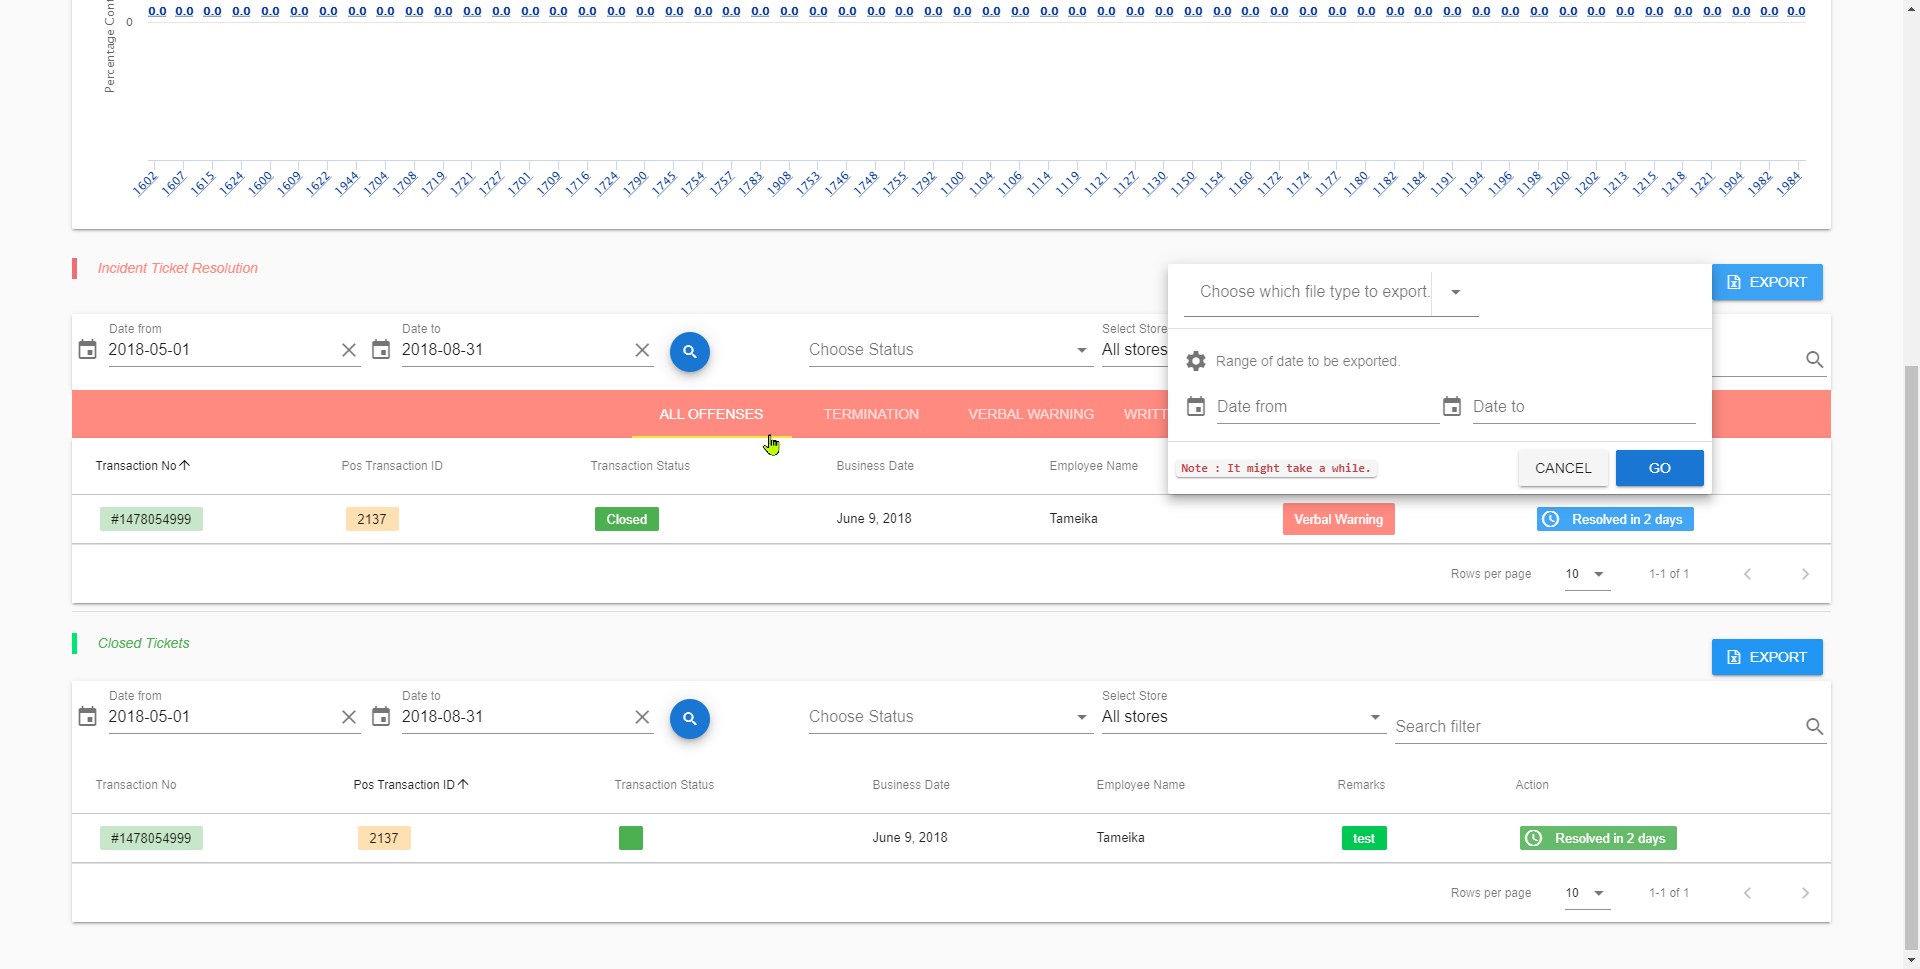 Percentage Cont
0
0.0 0.0 0.0 0.0 0.0 0.0 0.0 0.0 0.0 0.0 0.0 0.0 0.0 0.0 0.0 0.0 0.0 0.0 0.0 0.0 0.0 0.0 0.0 0.0 0.0 0.0 0.0 0.0 0.0 0.0 0.0 0.0 0.0 0.0 0.0 0.0 0.0 0.0 0.0 0.0 0.0 0.0 0.0 0.0 0.0 0.0 0.0 0.0 0.0 0.0 0.0 0.0 0.0 0.0 0.0 0.0 0.0 0.0
1602 1607 1615 1624 1600 1609 1622 1944 1704 1708 1719 1721 1727 1701 1709 1716 1724 1790 1745 1754 1757 1783 1908 1753 1746 1748 1755 1792 1100 1104 1106 1114 1119 1121 1127 1130 1150 1154 1160 1172 1174 1177 1180 1182 1184 1191 1194 1196 1198 1200 1202 1213 1215 1218 1221 1904 1982 1984
Incident Ticket Resolution
EXPORT
Choose which file type to export.
Date from
2018-05-01
Date to
2018-08-31
Choose Status
Select Store
All stores
Range of date to be exported.
Date from
Date to
Note : It might take a while.
CANCEL
GO
ALL OFFENSES TERMINATION VERBAL WARNING WRITT
Transaction No Pos Transaction ID Transaction Status Business Date Employee Name
#1478054999 2137 Closed June 9, 2018 Tameika Verbal Warning Resolved in 2 days
Rows per page 10 1-1 of 1
Closed Tickets
EXPORT
Date from
2018-05-01
Date to
2018-08-31
Choose Status
Select Store
All stores
Search filter
Transaction No Pos Transaction ID Transaction Status Business Date Employee Name Remarks Action
#1478054999 2137 June 9, 2018 Tameika test Resolved in 2 days
Rows per page 10 1-1 of 1